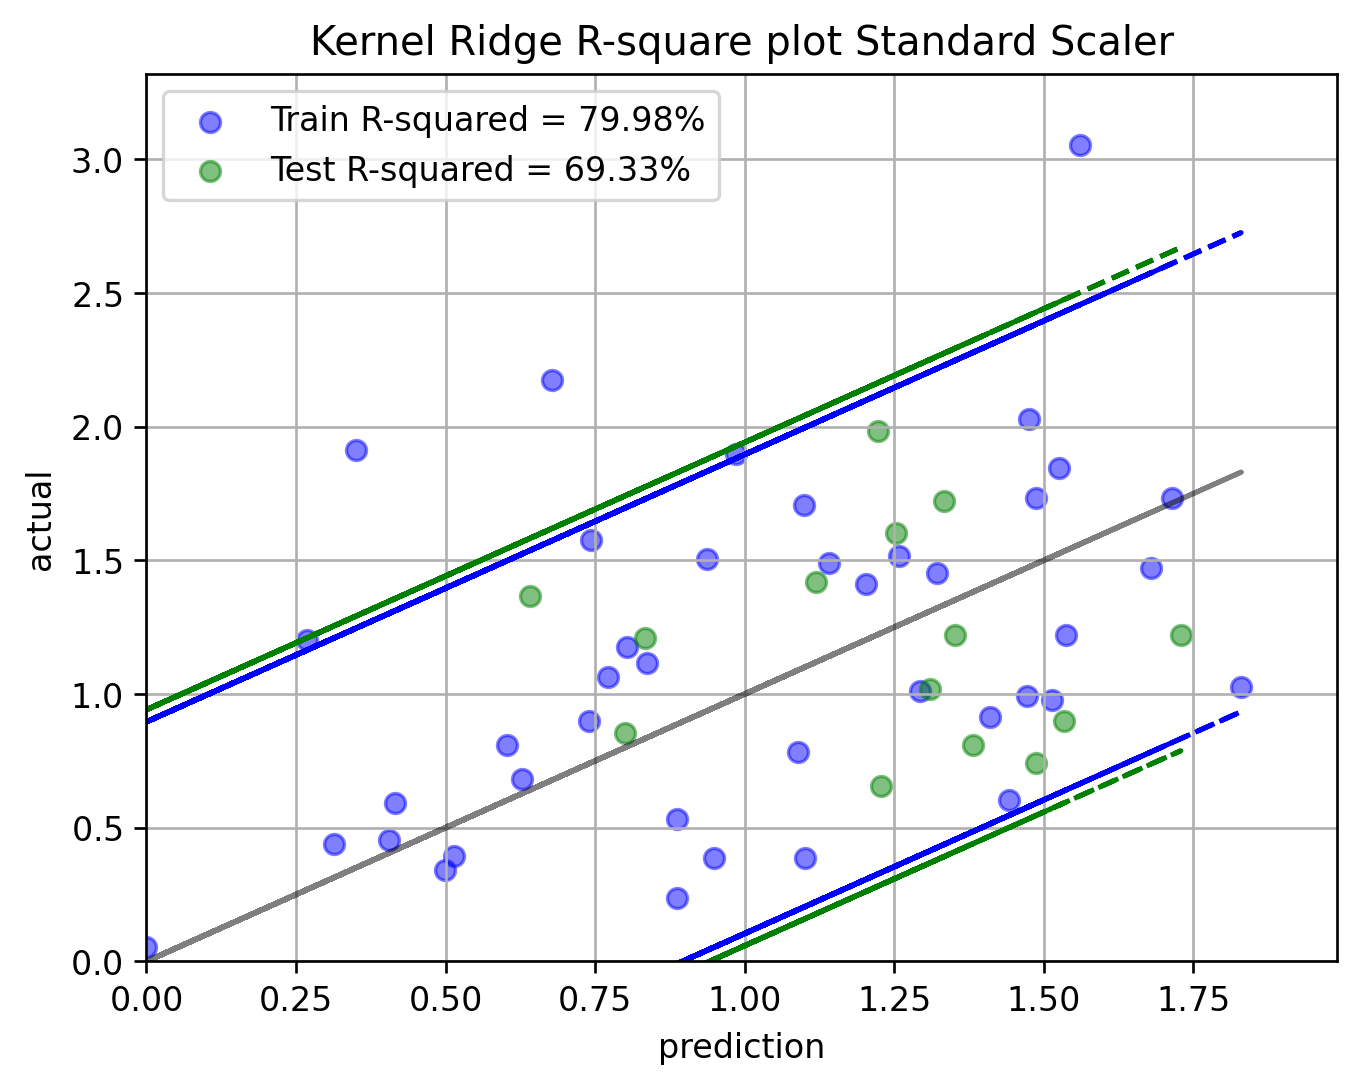 Kernel Ridge R-square plot Standard Scaler
Train R-squared = 79.98%
Test R-squared = 69.33%
3.0
2.5
2.0
1.5
1.0
0.5
0.0
actual
0.00 0.25 0.50 0.75 1.00 1.25 1.50 1.75
prediction